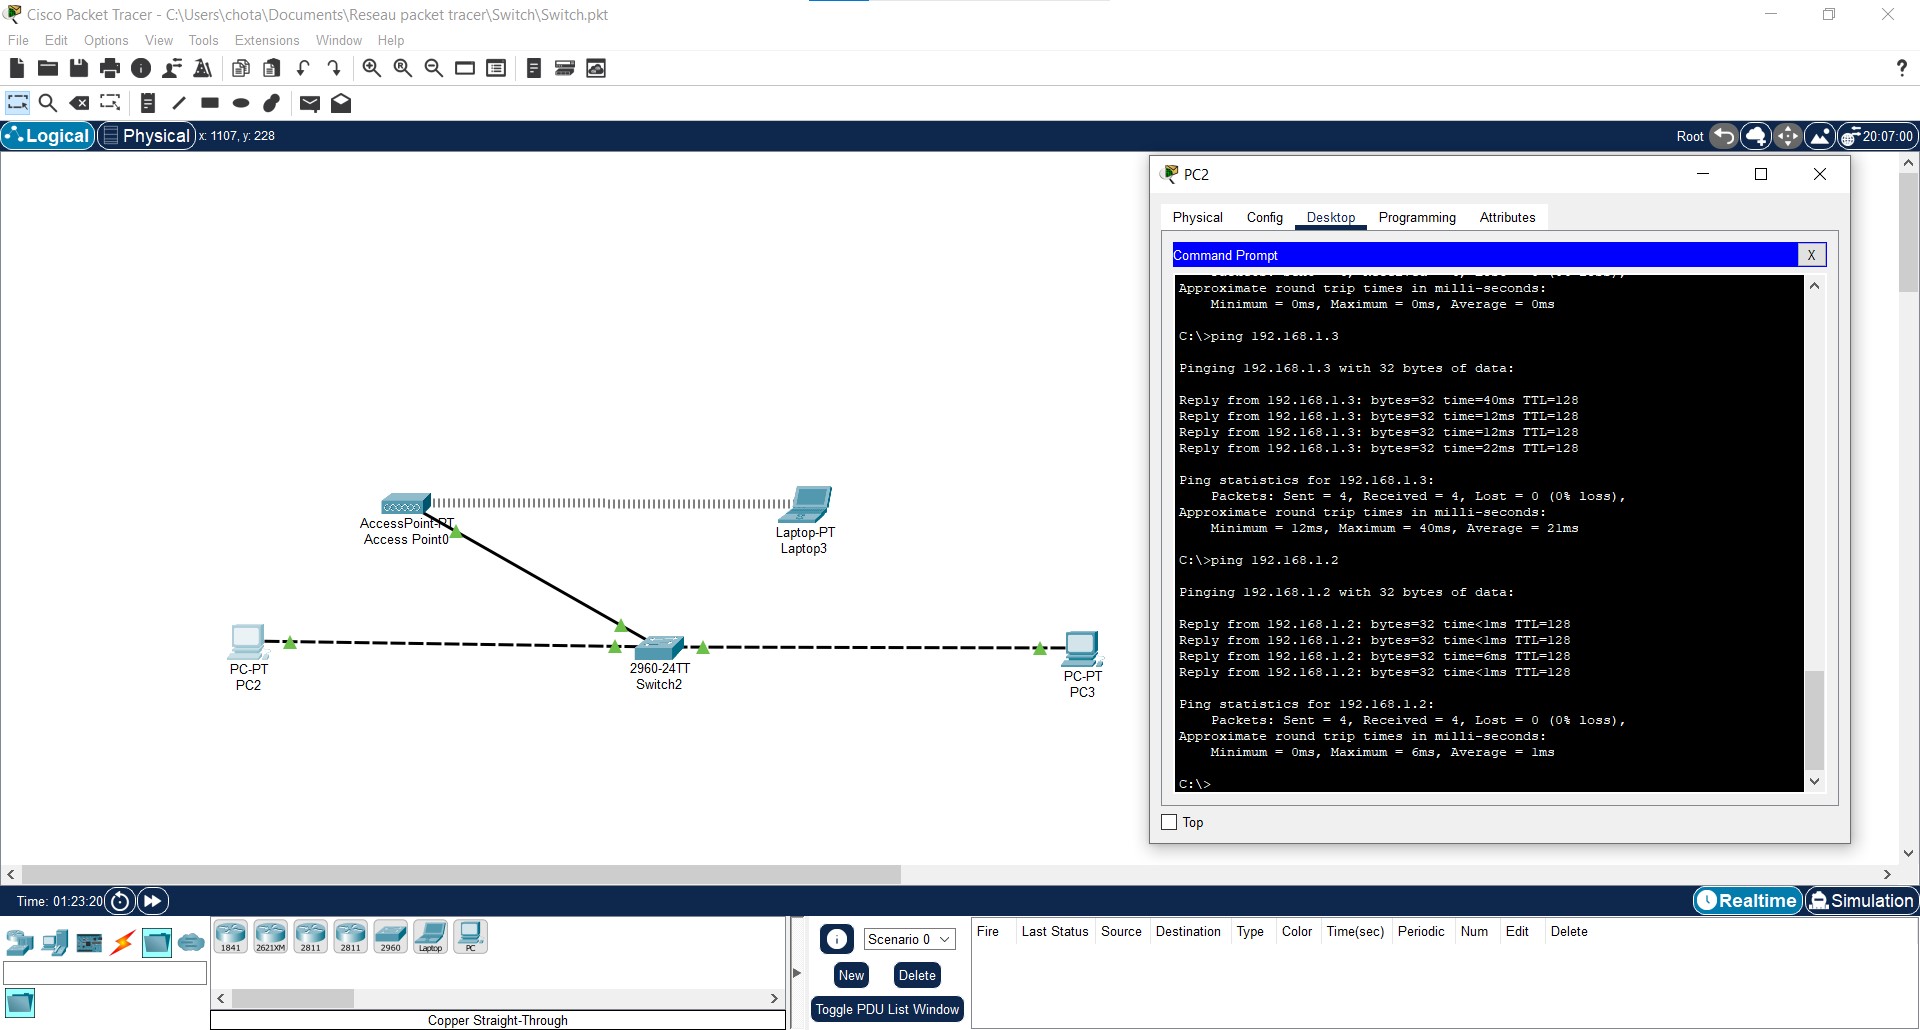 Cisco Packet Tracer - C:\Users\chota\Documents\Reseau packet tracer\Switch\Switch.pkt
File Edit Options View Tools Extensions Window Help
?
Logical Physical x: 1107, y: 228
Root 20:07:00
PC2
Physical Config Desktop Programming Attributes
Command Prompt X
Approximate round trip times in milli-seconds:
Minimum = 0ms, Maximum = 0ms, Average = 0ms
C:\>ping 192.168.1.3
Pinging 192.168.1.3 with 32 bytes of data:
Reply from 192.168.1.3: bytes=32 time=40ms TTL=128
Reply from 192.168.1.3: bytes=32 time=12ms TTL=128
Reply from 192.168.1.3: bytes=32 time=12ms TTL=128
Reply from 192.168.1.3: bytes=32 time=22ms TTL=128
Ping statistics for 192.168.1.3:
Packets: Sent = 4, Received = 4, Lost = 0 (0% loss),
Approximate round trip times in milli-seconds:
Minimum = 12ms, Maximum = 40ms, Average = 21ms
C:\>ping 192.168.1.2
Pinging 192.168.1.2 with 32 bytes of data:
Reply from 192.168.1.2: bytes=32 time<1ms TTL=128
Reply from 192.168.1.2: bytes=32 time<1ms TTL=128
Reply from 192.168.1.2: bytes=32 time=6ms TTL=128
Reply from 192.168.1.2: bytes=32 time<1ms TTL=128
Ping statistics for 192.168.1.2:
Packets: Sent = 4, Received = 4, Lost = 0 (0% loss),
Approximate round trip times in milli-seconds:
Minimum = 0ms, Maximum = 6ms, Average = 1ms
C:\>
Top
AccessPoint-PT
Access Point0
Laptop-PT
Laptop3
PC-PT
PC2
2960-24TT
Switch2
PC-PT
PC3
Time: 01:23:20
Realtime Simulation
1841 2621XM 2811 2811 2960 Laptop PC
Copper Straight-Through
Scenario 0
New Delete
Toggle PDU List Window
Fire Last Status Source Destination Type Color Time(sec) Periodic Num Edit Delete